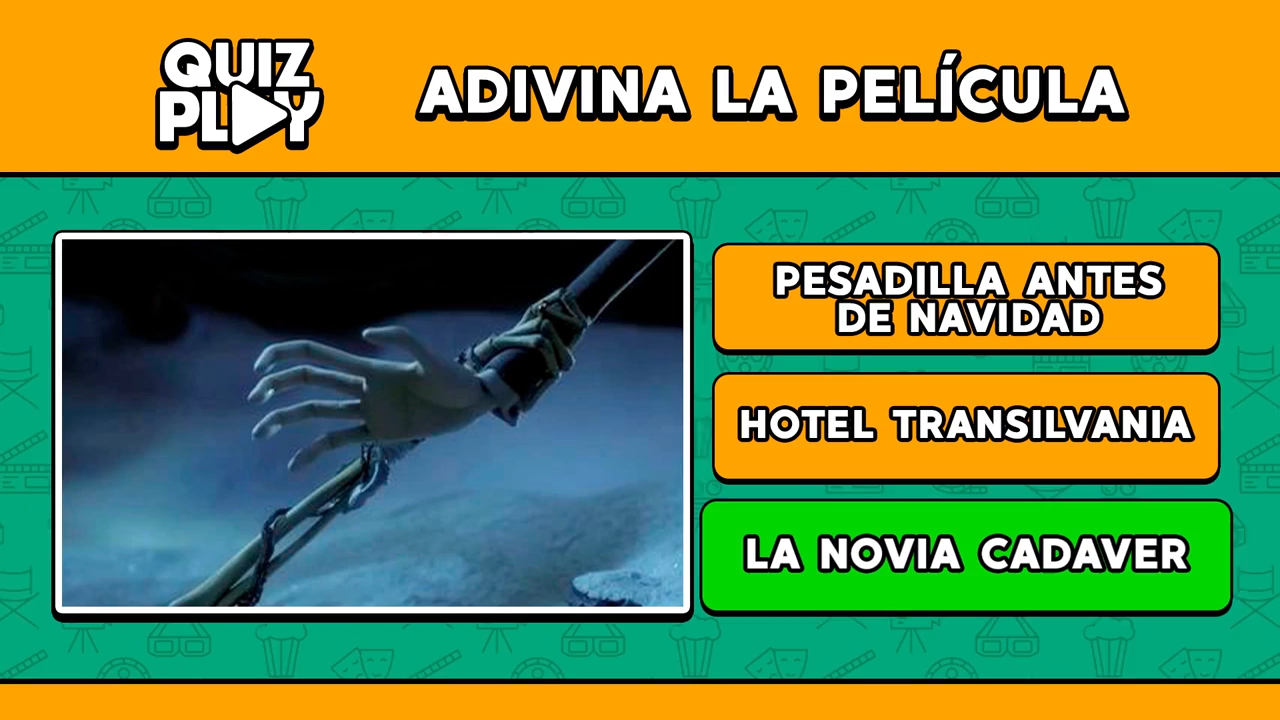 QUIZ
PLAY
ADIVINA LA PELÍCULA
PESADILLA ANTES
DE NAVIDAD
HOTEL TRANSILVANIA
LA NOVIA CADAVER